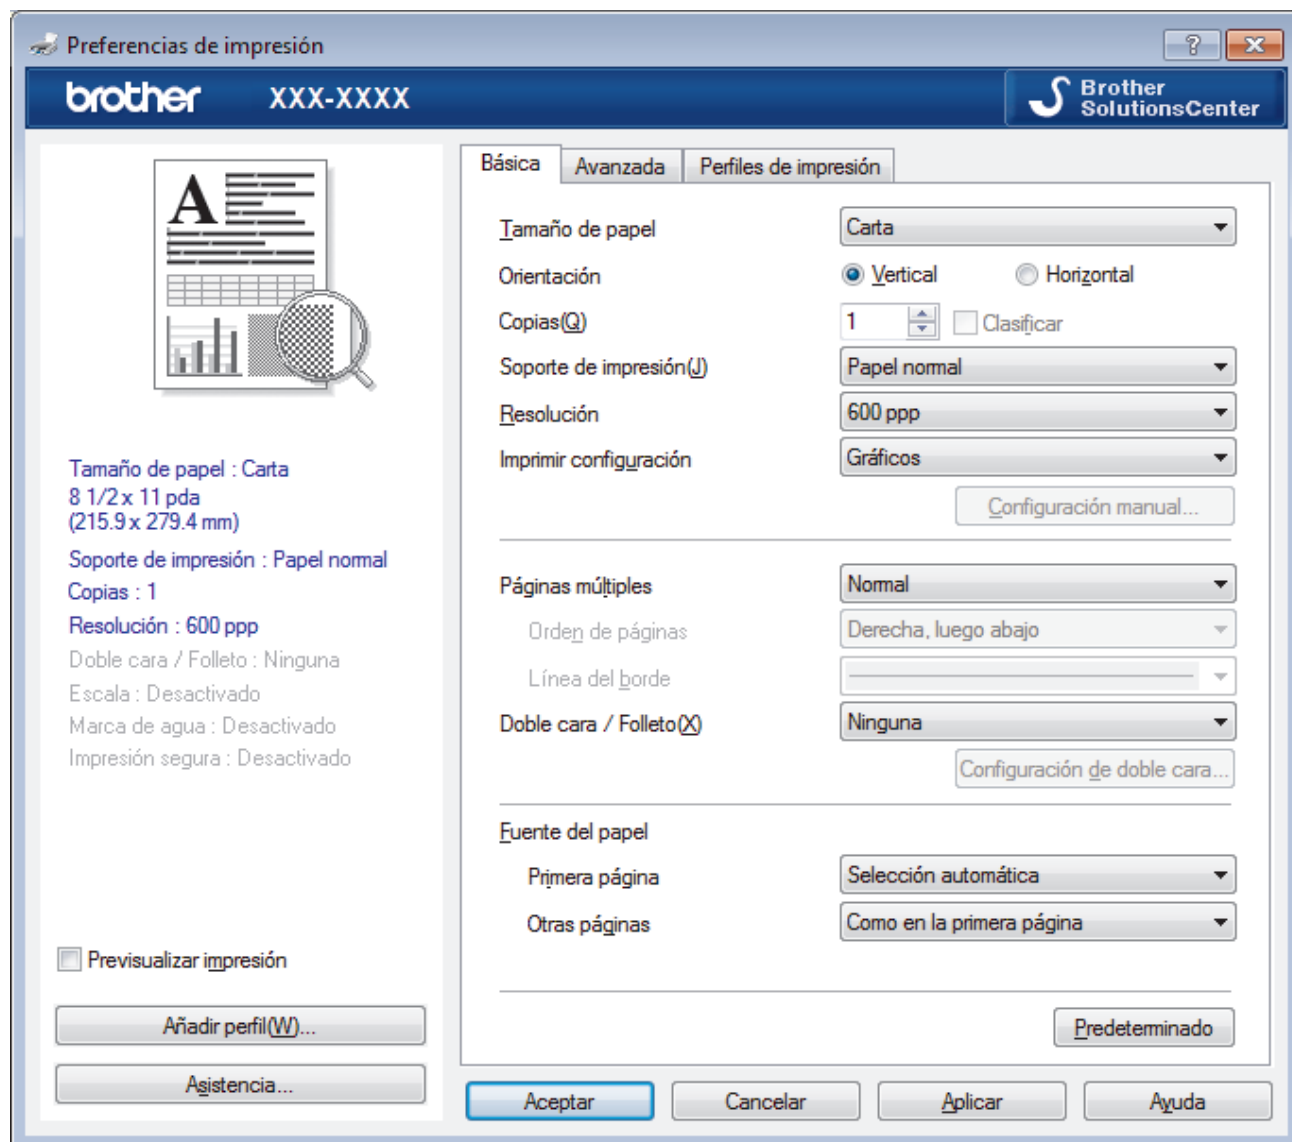 Preferencias de impresión
brother XXX-XXXX
Brother
SolutionsCenter
A
Tamaño de papel : Carta
8 1/2 x 11 pda
(215.9 x 279.4 mm)
Soporte de impresión : Papel normal
Copias : 1
Resolución : 600 ppp
Doble cara / Folleto : Ninguna
Escala : Desactivado
Marca de agua : Desactivado
Impresión segura : Desactivado
Previsualizar impresión
Añadir perfil(W)...
Asistencia...
Básica Avanzada Perfiles de impresión
Tamaño de papel Carta
Orientación Vertical Horizontal
Copias(Q) 1 Clasificar
Soporte de impresión(J) Papel normal
Resolución 600 ppp
Imprimir configuración Gráficos
Configuración manual...
Páginas múltiples Normal
Orden de páginas Derecha, luego abajo
Línea del borde
Doble cara / Folleto(X) Ninguna
Configuración de doble cara...
Fuente del papel
Primera página Selección automática
Otras páginas Como en la primera página
Predeterminado
Aceptar Cancelar Aplicar Ayuda